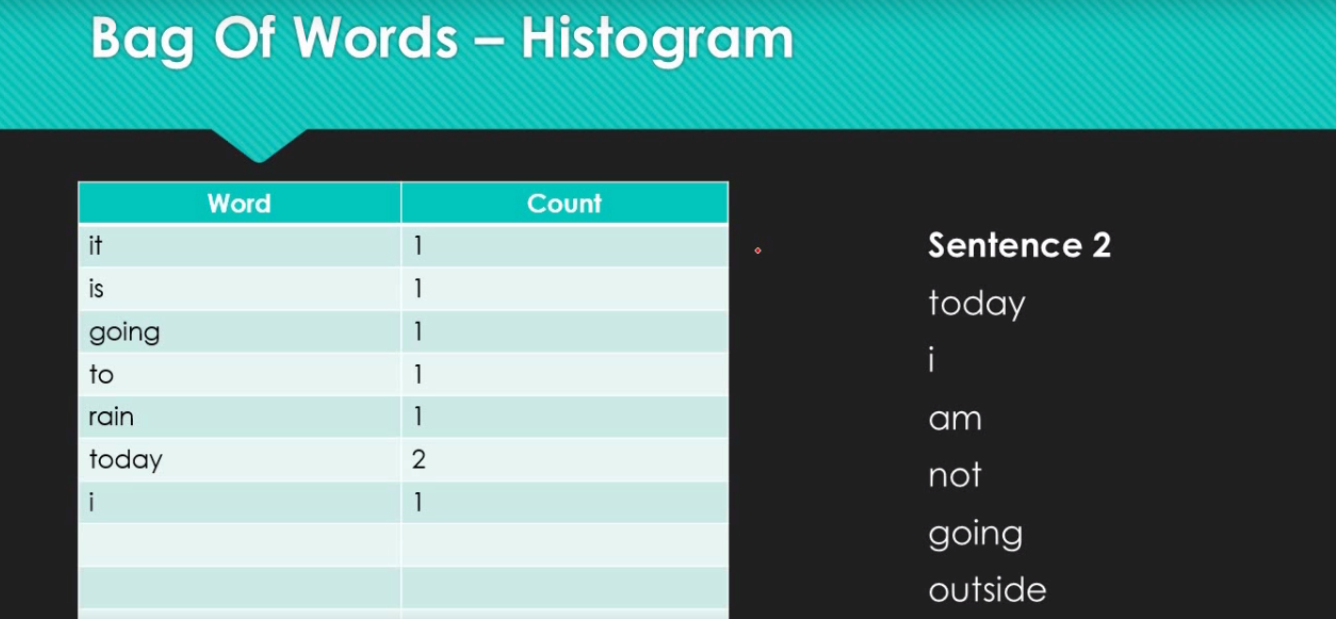 Bag Of Words – Histogram
Word Count
it 1
is 1
going 1
to 1
rain 1
today 2
i 1
Sentence 2
today
i
am
not
going
outside